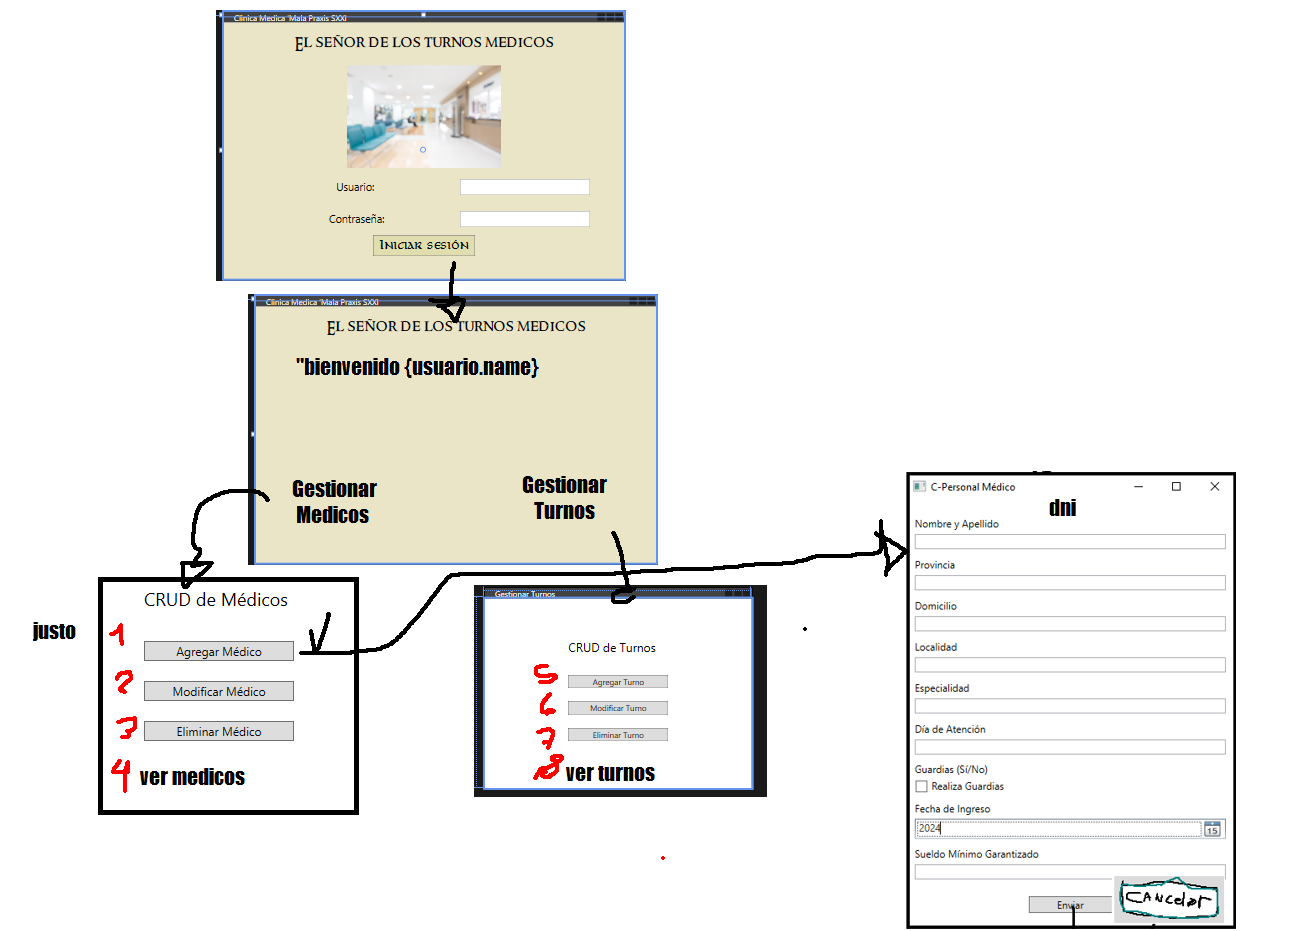 Clinica Medica 'Mala Praxis SXXI
El señor de los turnos medicos
Usuario:
Contraseña:
Iniciar sesión
Clinica Medica 'Mala Praxis SXXI
El señor de los turnos medicos
"bienvenido {usuario.name}
Gestionar
Medicos
Gestionar
Turnos
justo
CRUD de Médicos
1 Agregar Médico
2 Modificar Médico
3 Eliminar Médico
4 ver medicos
Gestionar Turnos
CRUD de Turnos
5 Agregar Turno
6 Modificar Turno
7 Eliminar Turno
8 ver turnos
C-Personal Médico
dni
Nombre y Apellido
Provincia
Domicilio
Localidad
Especialidad
Día de Atención
Guardias (Sí/No)
Realiza Guardias
Fecha de Ingreso
2024
15
Sueldo Mínimo Garantizado
Enviar
CANcelar